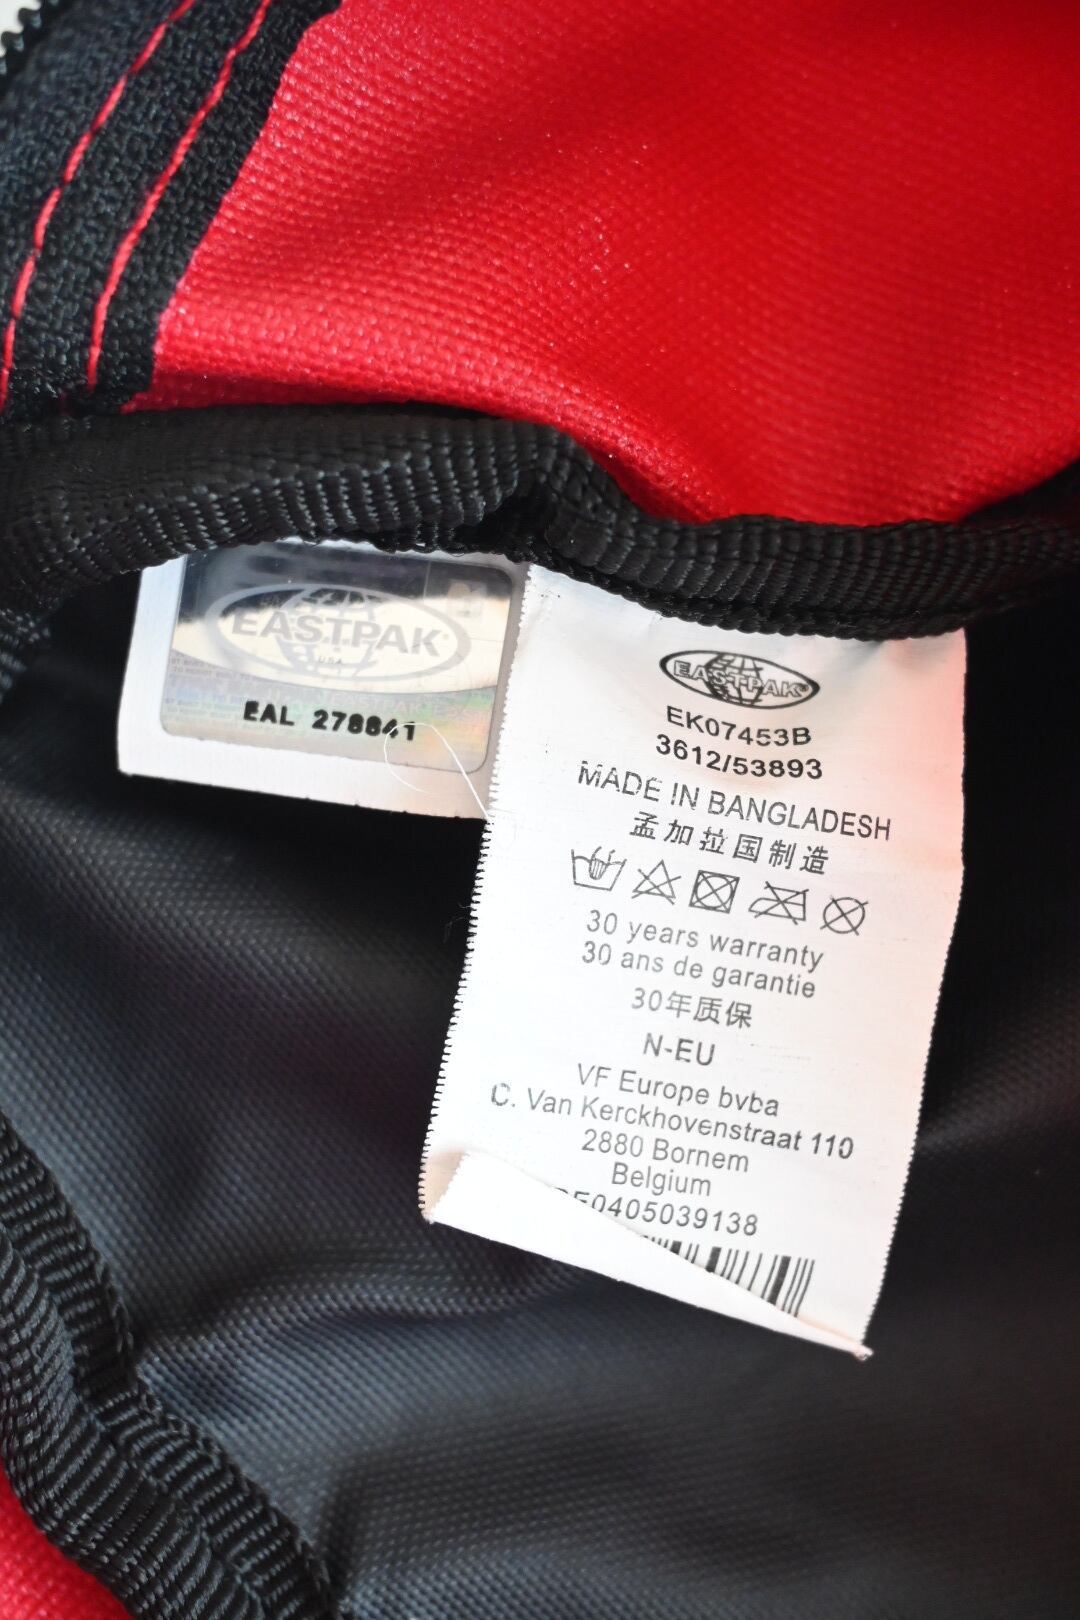 EASTPAK
USA
EAL 278841
EASTPAK
EK07453B
3612/53893
MADE IN BANGLADESH
孟加拉国制造
30 years warranty
30 ans de garantie
30年质保
N-EU
VF Europe bvba
C. Van Kerckhovenstraat 110
2880 Bornem
Belgium
0405039138